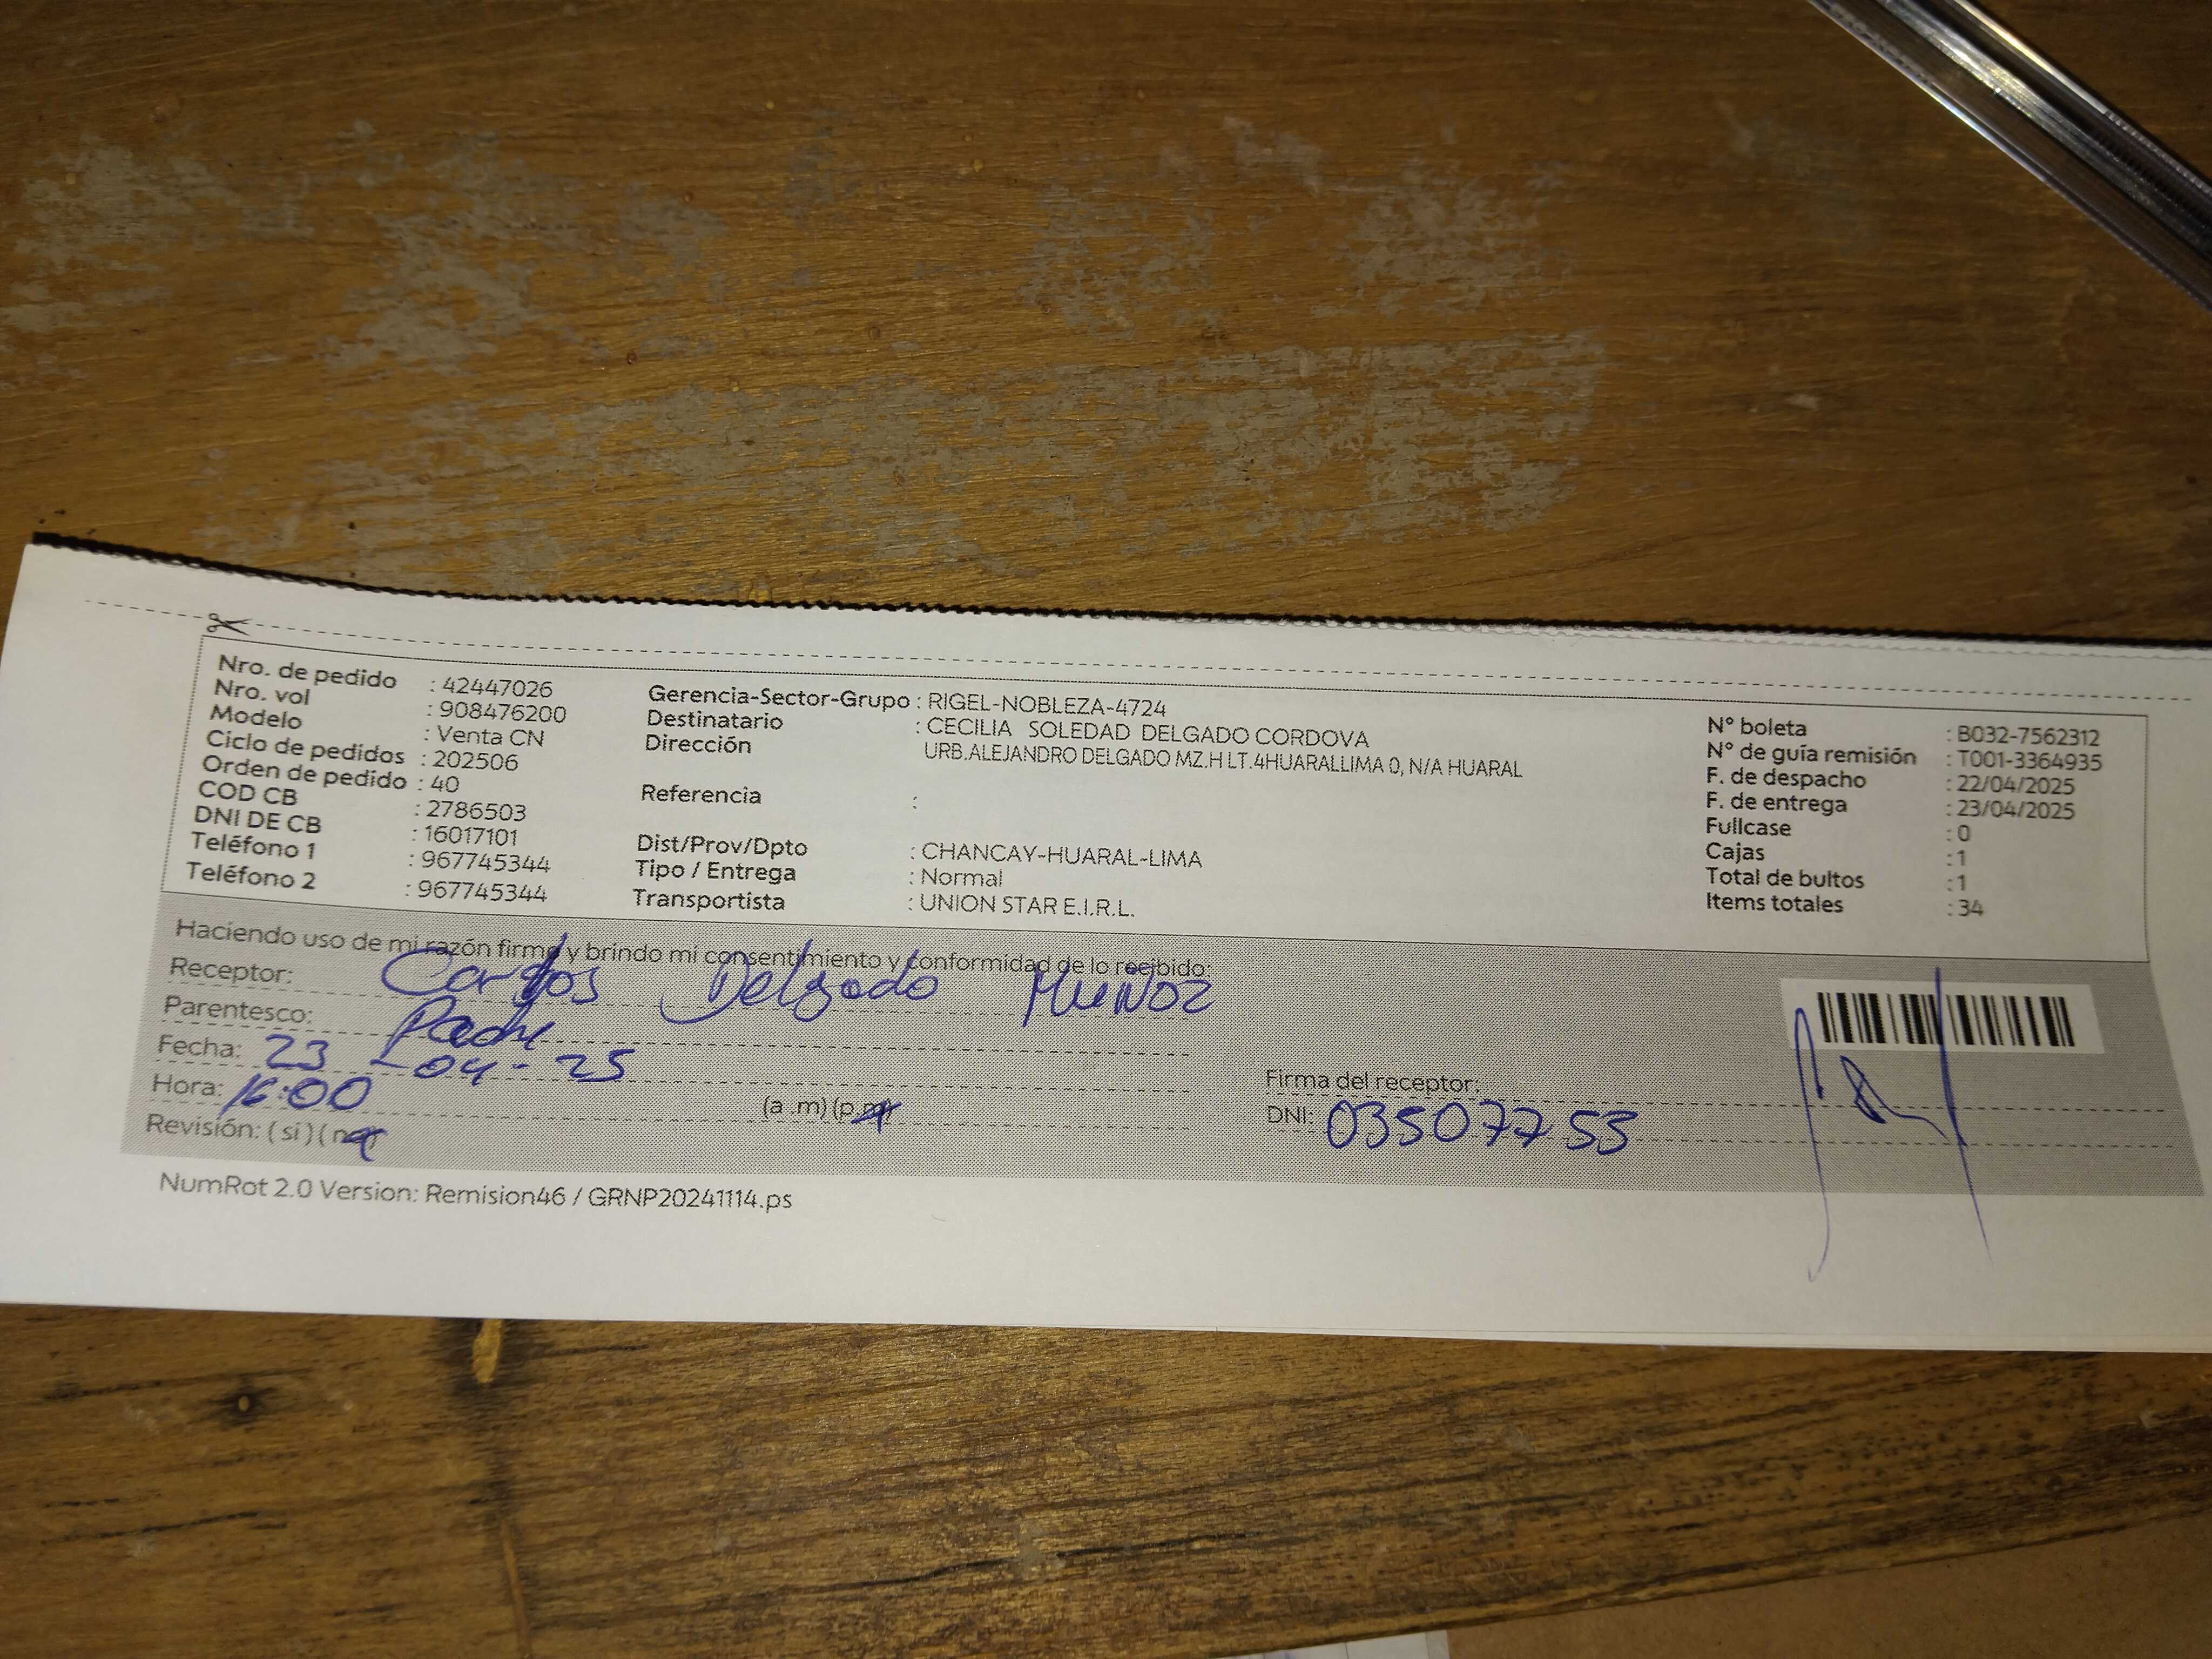 Nro. de pedido : 42447026
Nro. vol : 908476200
Modelo : Venta CN
Ciclo de pedidos : 202506
Orden de pedido : 40
COD CB : 2786503
DNI DE CB : 16017101
Teléfono 1 : 967745344
Teléfono 2 : 967745344
Gerencia-Sector-Grupo : RIGEL-NOBLEZA-4724
Destinatario : CECILIA SOLEDAD DELGADO CORDOVA
Dirección URB.ALEJANDRO DELGADO MZ.H LT.4HUARALLIMA 0, N/A HUARAL
Referencia :
Dist/Prov/Dpto : CHANCAY-HUARAL-LIMA
Tipo / Entrega : Normal
Transportista : UNION STAR E.I.R.L.
N° boleta : B032-7562312
N° de guía remisión : T001-3364935
F. de despacho : 22/04/2025
F. de entrega : 23/04/2025
Fullcase : 0
Cajas : 1
Total de bultos : 1
Items totales : 34
Haciendo uso de mi razón firmo y brindo mi consentimiento y conformidad de lo recibido:
Receptor: Carlos Delgado Muñoz
Parentesco: Padre
Fecha: 23-04-25
Hora: 16:00 (a .m) (p.m)
Revisión: ( si ) ( no)
Firma del receptor:
DNI: 03507753
NumRot 2.0 Version: Remision46 / GRNP20241114.ps